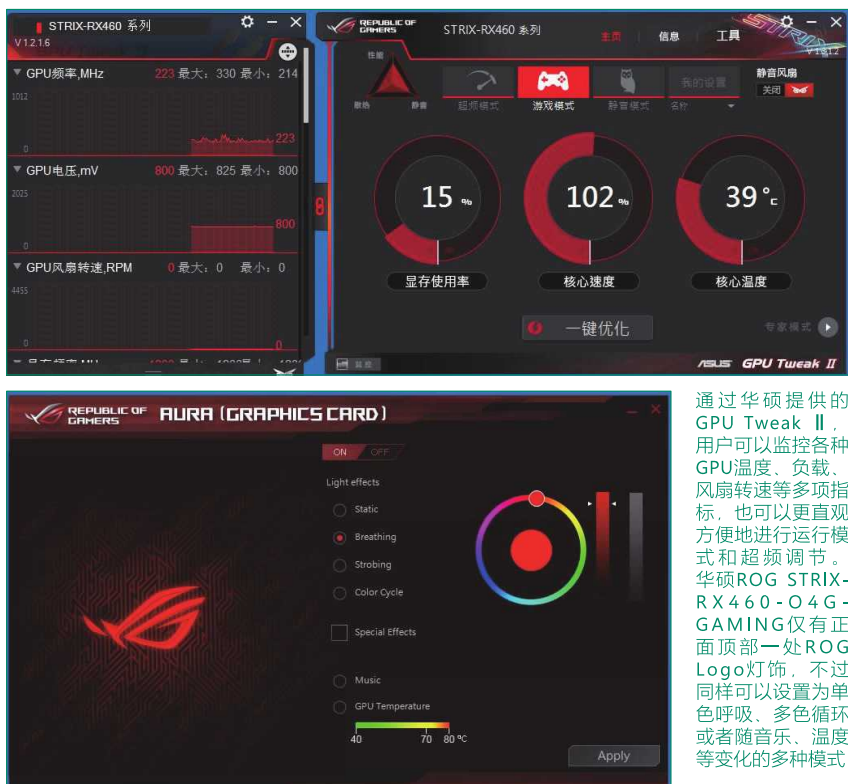 STRIX-RX460 系列
V 1.2.1.6
GPU频率,MHz 223 最大：330 最小：214
1012
223
0
GPU电压,mV 800 最大：825 最小：800
2025
800
0
GPU风扇转速,RPM 0 最大：0 最小：0
4455
0
0
REPUBLIC OF
GAMERS
STRIX-RX460 系列
主页
信息
工具
性能
散热
静音
超频模式
游戏模式
静音模式
我的设置
名称
静音风扇
关闭
15 %
102 %
39 °c
显存使用率
核心速度
核心温度
一键优化
专家模式
ASUS GPU Tweak II
REPUBLIC OF
GAMERS
AURA (GRAPHICS CARD)
ON OFF
Light effects
Static
Breathing
Strobing
Color Cycle
Special Effects
Music
GPU Temperature
40 70 80 °C
Apply
通过华硕提供的
GPU Tweak Ⅱ，
用户可以监控各种
GPU温度、负载、
风扇转速等多项指
标，也可以更直观
方便地进行运行模
式和超频调节。
华硕ROG STRIX-
RX460-O4G-
GAMING仅有正
面顶部一处ROG
Logo灯饰，不过
同样可以设置为单
色呼吸、多色循环
或者随音乐、温度
等变化的多种模式